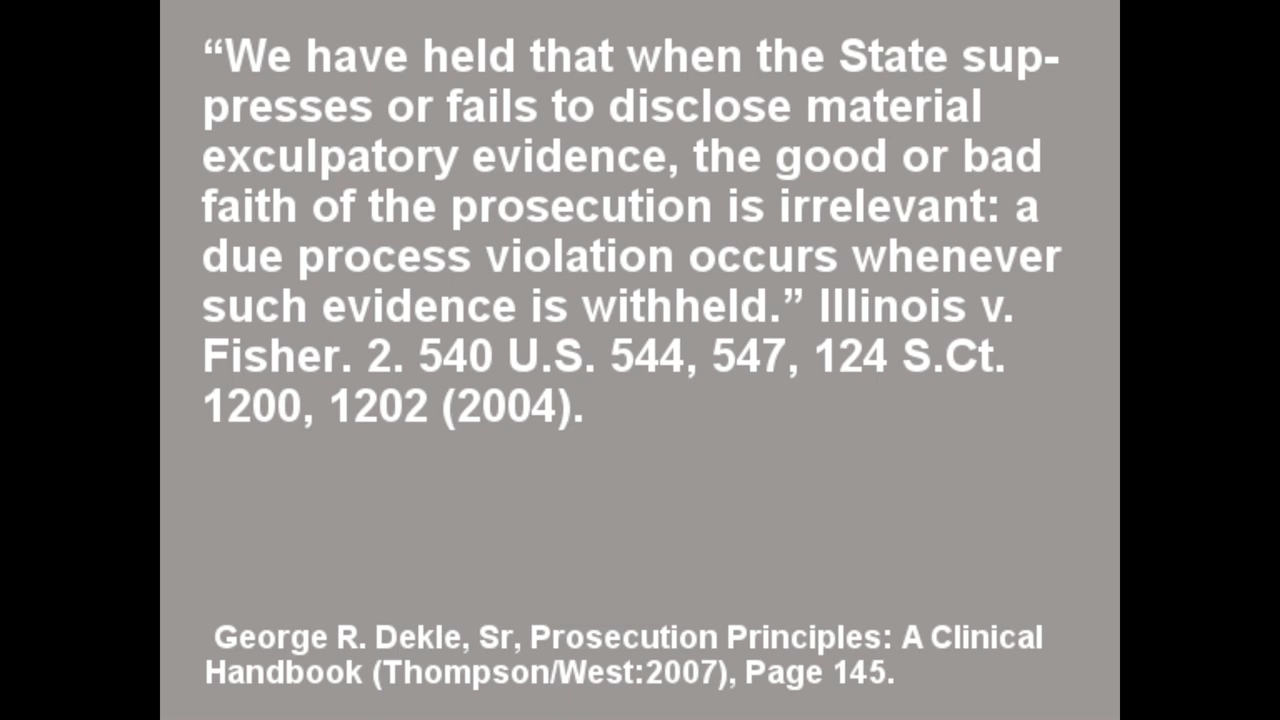 “We have held that when the State sup-
presses or fails to disclose material
exculpatory evidence, the good or bad
faith of the prosecution is irrelevant: a
due process violation occurs whenever
such evidence is withheld.” Illinois v.
Fisher. 2. 540 U.S. 544, 547, 124 S.Ct.
1200, 1202 (2004).
George R. Dekle, Sr, Prosecution Principles: A Clinical
Handbook (Thompson/West:2007), Page 145.